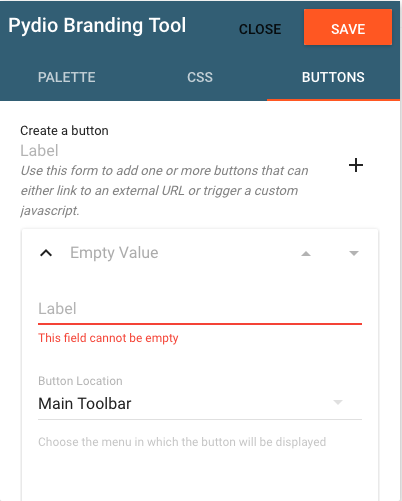 Pydio Branding Tool
CLOSE
SAVE
PALETTE
CSS
BUTTONS
Create a button
Label
Use this form to add one or more buttons that can
either link to an external URL or trigger a custom
javascript.
Empty Value
Label
This field cannot be empty
Button Location
Main Toolbar
Choose the menu in which the button will be displayed